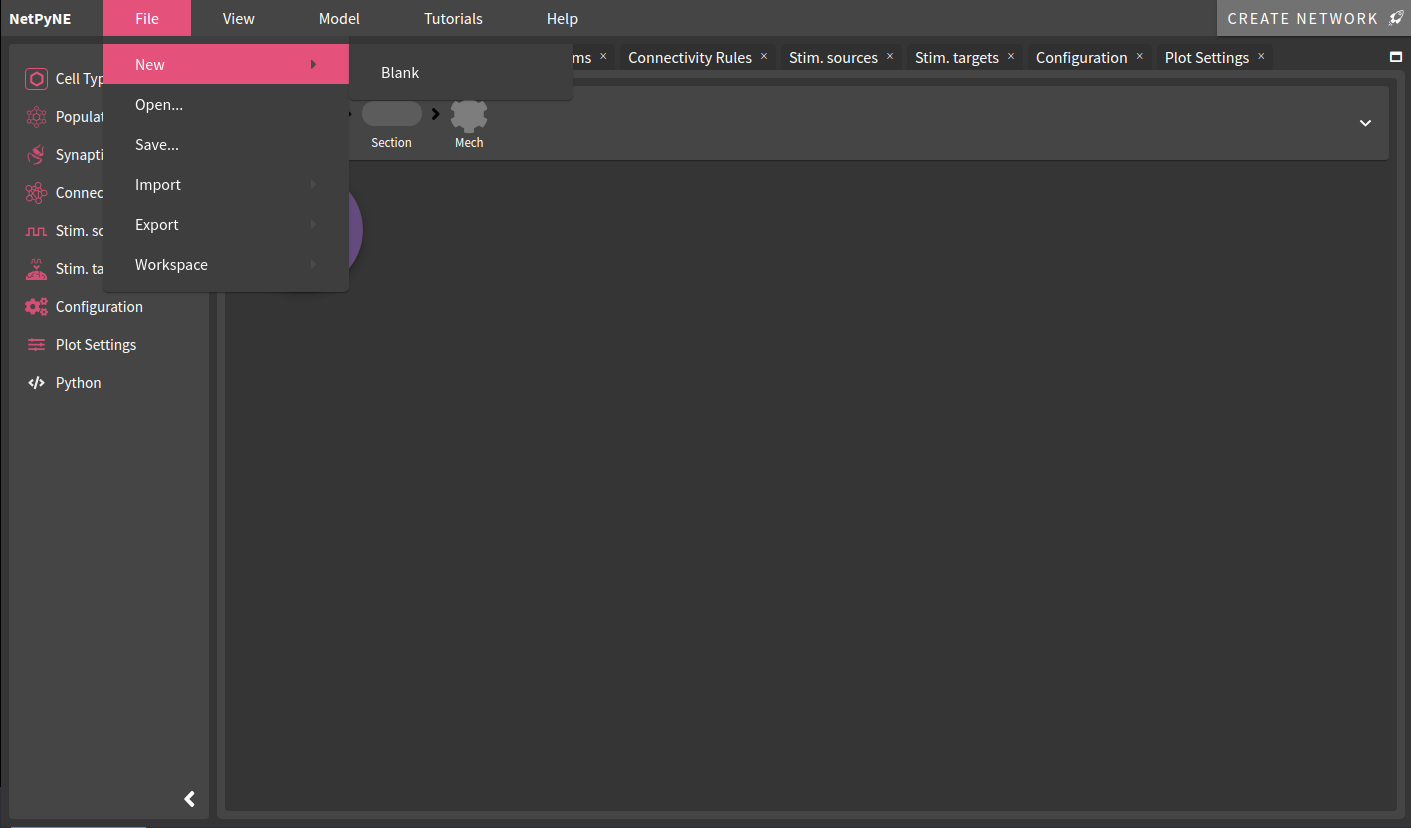 NetPyNE File View Model Tutorials Help CREATE NETWORK
New
Blank
Open...
Save...
Import
Export
Workspace
ms × Connectivity Rules × Stim. sources × Stim. targets × Configuration × Plot Settings ×
Section Mech
Cell Typ
Populat
Synapti
Connec
Stim. so
Stim. ta
Configuration
Plot Settings
Python